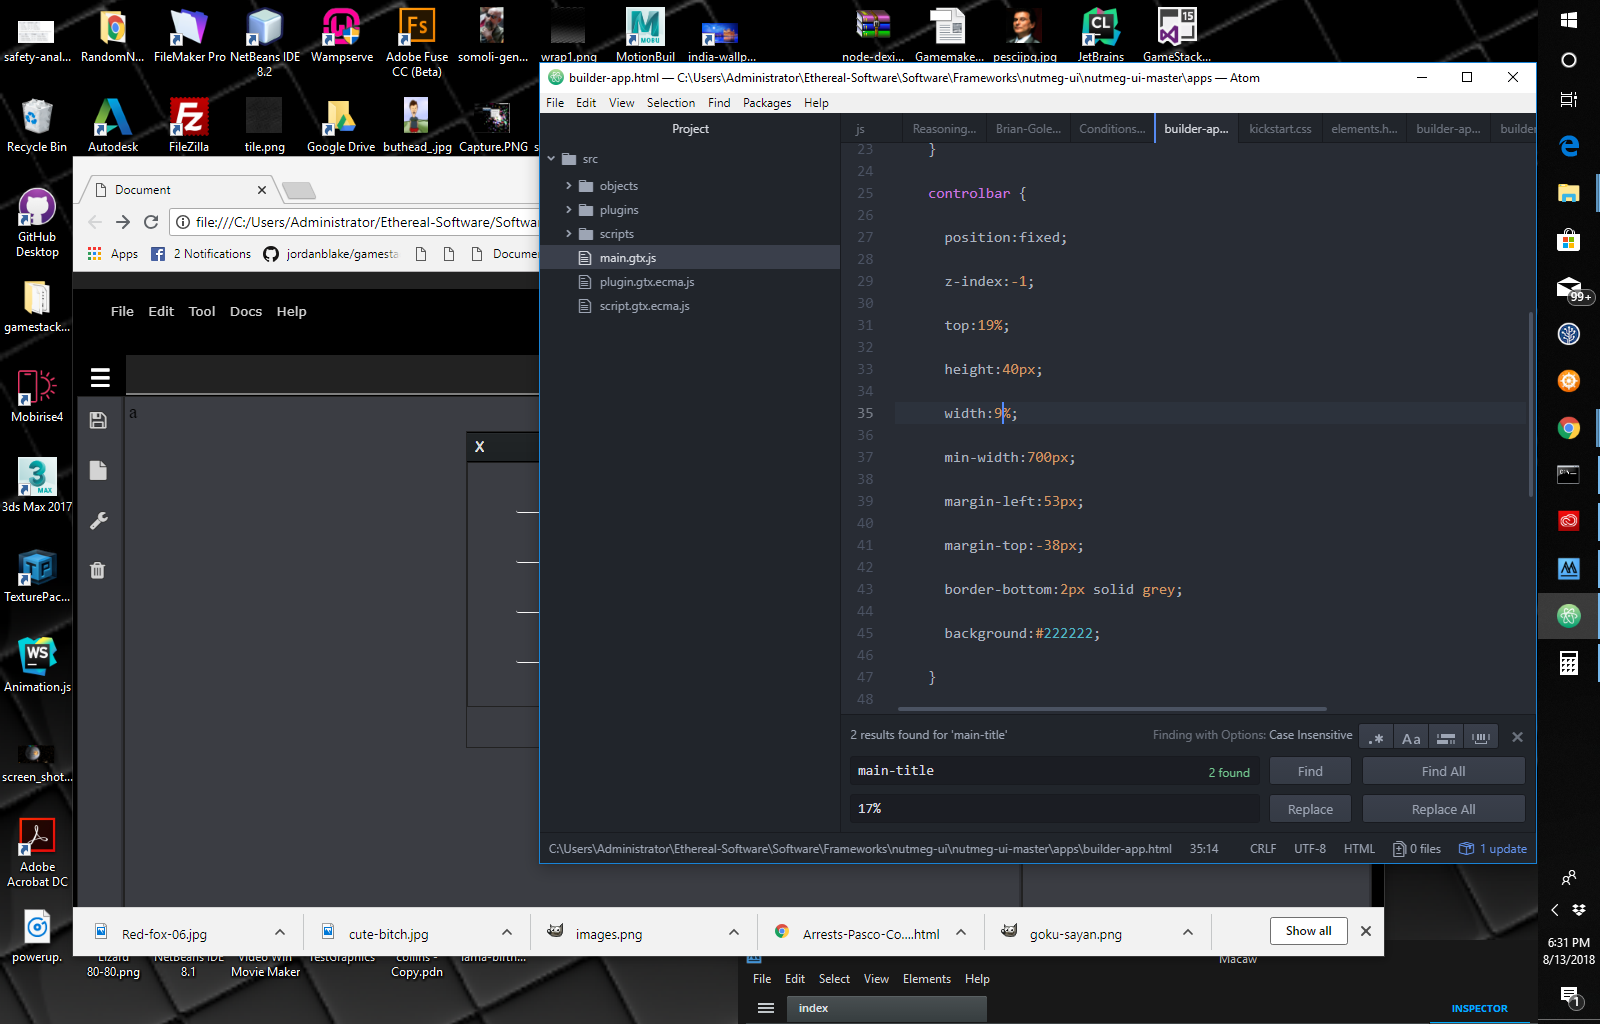 safety-anal...
RandomN...
FileMaker Pro
NetBeans IDE
8.2
Wampserve
Adobe Fuse
CC (Beta)
somoli-gen...
wrap1.png
MotionBuil
india-wallp...
node-dexi...
Gamemake...
pescijpg.jpg
JetBrains
GameStack...
Recycle Bin
Autodesk
FileZilla
tile.png
Google Drive
buthead_.jpg
Capture.PNG
GitHub
Desktop
gamestack...
Mobirise4
3ds Max 2017
TexturePac...
Animation.js
screen_shot...
Adobe
Acrobat DC
powerup.
builder-app.html — C:\Users\Administrator\Ethereal-Software\Software\Frameworks\nutmeg-ui\nutmeg-ui-master\apps — Atom
File Edit View Selection Find Packages Help
Project
src
objects
plugins
scripts
main.gtx.js
plugin.gtx.ecma.js
script.gtx.ecma.js
js
Reasoning...
Brian-Gole...
Conditions...
builder-ap...
kickstart.css
elements.h...
builder-ap...
builder
23 }
24
25 controlbar {
26
27 position:fixed;
28
29 z-index:-1;
30
31 top:19%;
32
33 height:40px;
34
35 width:9%;
36
37 min-width:700px;
38
39 margin-left:53px;
40
41 margin-top:-38px;
42
43 border-bottom:2px solid grey;
44
45 background:#222222;
46
47 }
48
2 results found for 'main-title'
Finding with Options: Case Insensitive
.* Aa
main-title
2 found
Find
Find All
17%
Replace
Replace All
C:\Users\Administrator\Ethereal-Software\Software\Frameworks\nutmeg-ui\nutmeg-ui-master\apps\builder-app.html 35:14
CRLF UTF-8 HTML 0 files 1 update
Document
file:///C:/Users/Administrator/Ethereal-Software/Softwa
Apps
2 Notifications
jordanblake/gamesta
Docume
File Edit Tool Docs Help
a
X
Red-fox-06.jpg
cute-bitch.jpg
images.png
Arrests-Pasco-Co....html
goku-sayan.png
Show all
Lizard
80-80.png
NetBeans IDE
8.1
Video Win
Movie Maker
TestGraphics
collins -
Copy.pdn
lama-birth...
Macaw
File Edit Select View Elements Help
index
INSPECTOR
99+
6:31 PM
8/13/2018
1